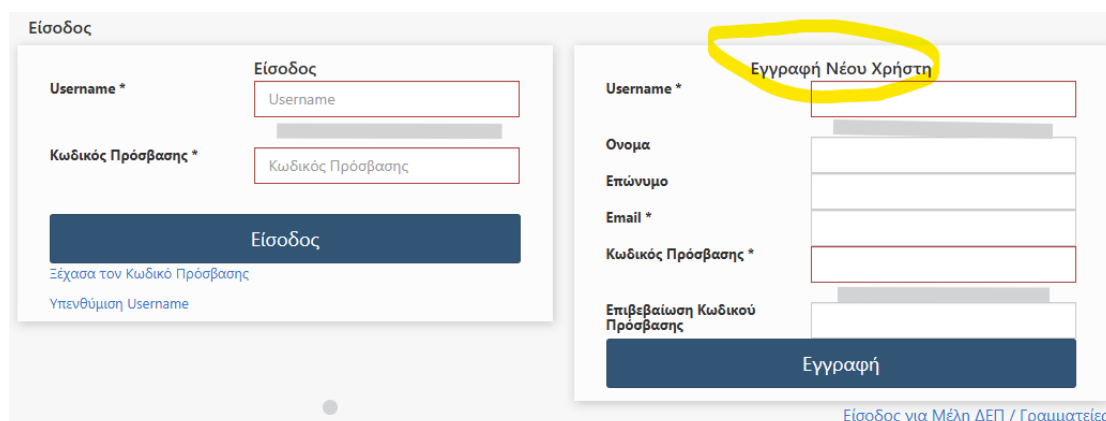 Είσοδος
Είσοδος
Username *
Username
Κωδικός Πρόσβασης *
Κωδικός Πρόσβασης
Είσοδος
Ξέχασα τον Κωδικό Πρόσβασης
Υπενθύμιση Username
Εγγραφή Νέου Χρήστη
Username *
Ονομα
Επώνυμο
Email *
Κωδικός Πρόσβασης *
Επιβεβαίωση Κωδικού
Πρόσβασης
Εγγραφή
Είσοδος για Μέλη ΔΕΠ / Γραμματείες